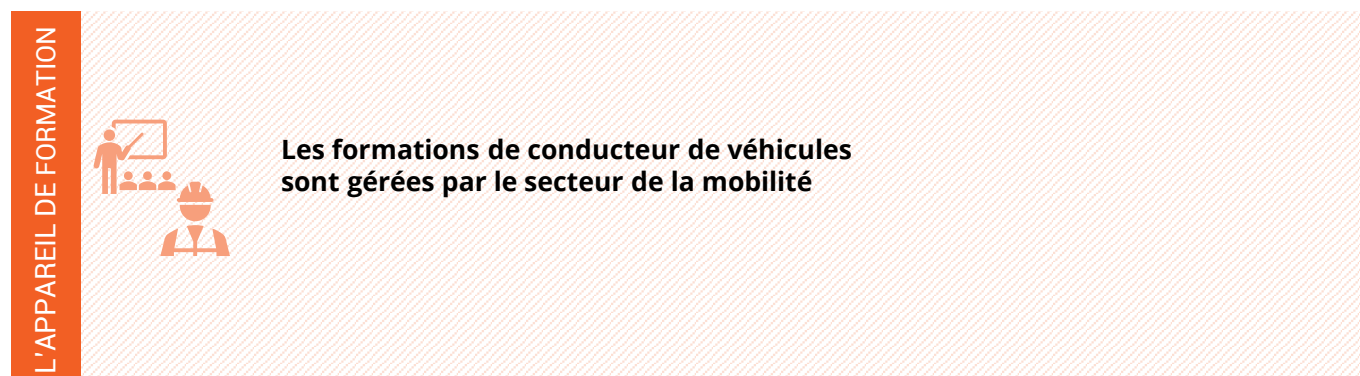 L'APPAREIL DE FORMATION
Les formations de conducteur de véhicules
sont gérées par le secteur de la mobilité